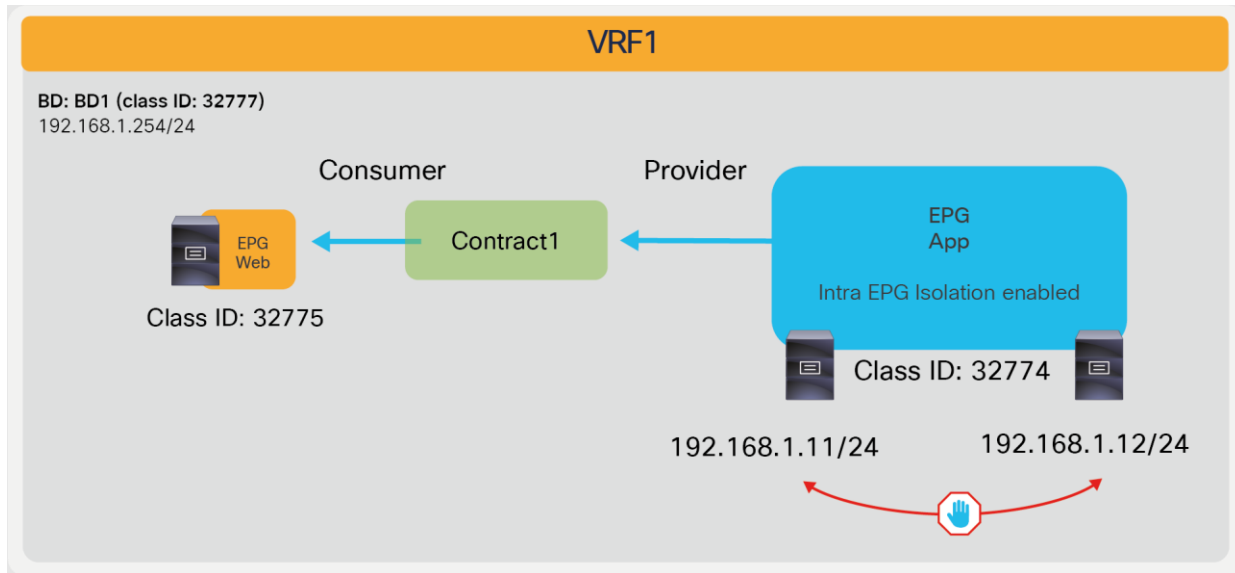 VRF1
BD: BD1 (class ID: 32777)
192.168.1.254/24
Consumer
Provider
EPG
Web
Contract1
EPG
App
Intra EPG Isolation enabled
Class ID: 32775
Class ID: 32774
192.168.1.11/24
192.168.1.12/24